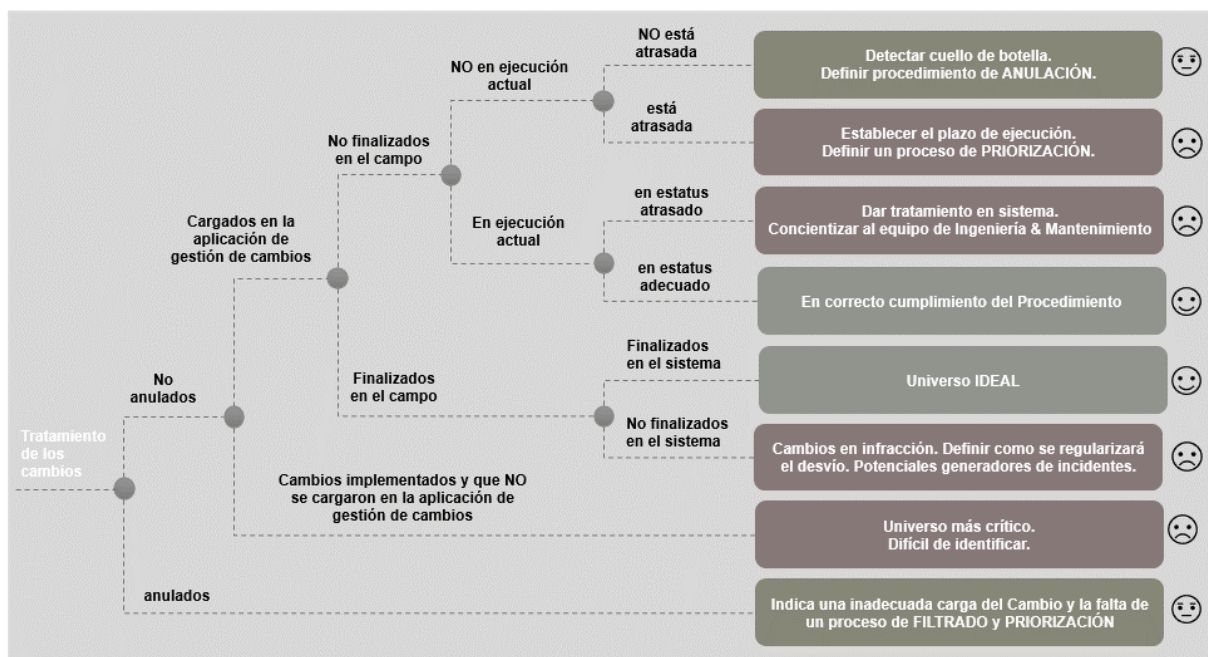 NO está
atrasada
Detectar cuello de botella.
Definir procedimiento de ANULACIÓN.
NO en ejecución
actual
está
atrasada
Establecer el plazo de ejecución.
Definir un proceso de PRIORIZACIÓN.
No finalizados
en el campo
en estatus
atrasado
Dar tratamiento en sistema.
Concientizar al equipo de Ingeniería & Mantenimiento
Cargados en la
aplicación de
gestión de cambios
En ejecución
actual
en estatus
adecuado
En correcto cumplimiento del Procedimiento
Finalizados
en el sistema
Universo IDEAL
No
anulados
Finalizados
en el campo
No finalizados
en el sistema
Cambios en infracción. Definir como se regularizará
el desvío. Potenciales generadores de incidentes.
Tratamiento
de los
cambios
Cambios implementados y que NO
se cargaron en la aplicación de
gestión de cambios
Universo más crítico.
Difícil de identificar.
anulados
Indica una inadecuada carga del Cambio y la falta de
un proceso de FILTRADO y PRIORIZACIÓN